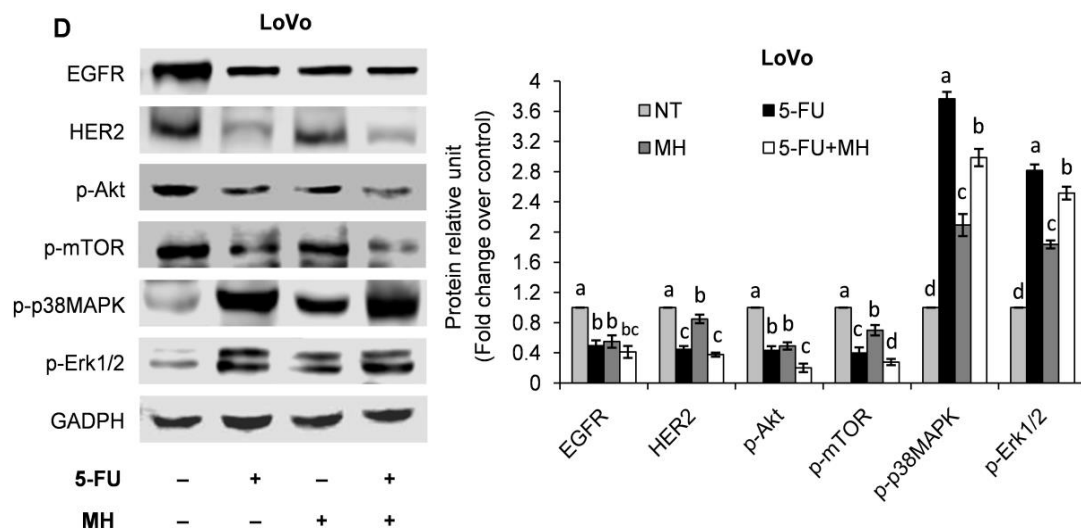 D
LoVo
EGFR
HER2
p-Akt
p-mTOR
p-p38MAPK
p-Erk1/2
GADPH
5-FU – + – +
MH – – + +
LoVo
NT 5-FU
MH 5-FU+MH
Protein relative unit
(Fold change over control)
4
3.6
3.2
2.8
2.4
2
1.6
1.2
0.8
0.4
0
a b b bc
a c b c
a b b c
a c b d
d a c b
d a c b
EGFR HER2 p-Akt p-mTOR p-p38MAPK p-Erk1/2